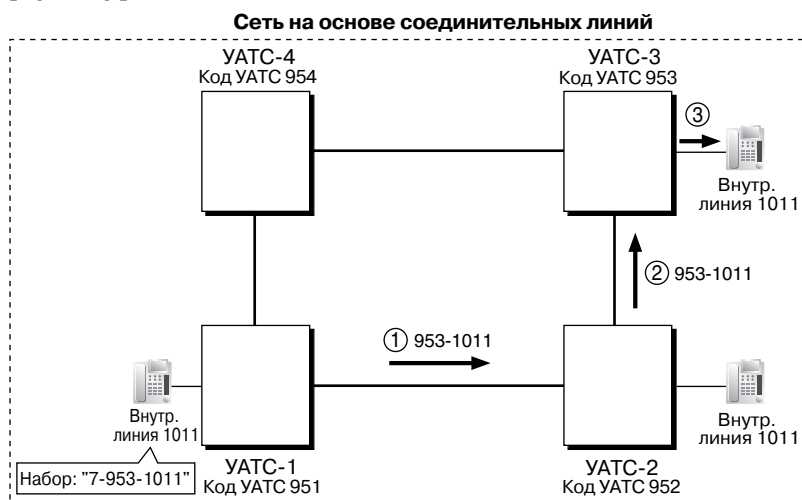 Сеть на основе соединительных линий
УАТС-4
Код УАТС 954
УАТС-3
Код УАТС 953
③
Внутр.
линия 1011
② 953-1011
① 953-1011
Внутр.
линия 1011
Внутр.
линия 1011
Набор: "7-953-1011"
УАТС-1
Код УАТС 951
УАТС-2
Код УАТС 952